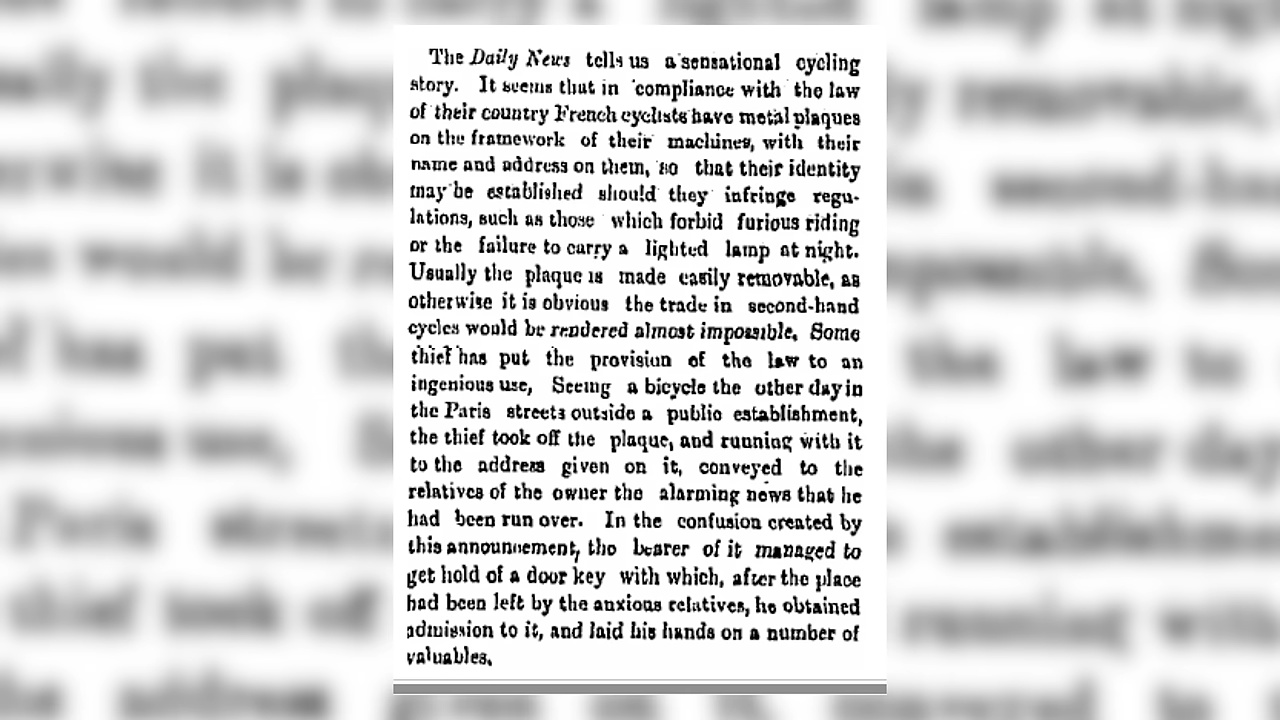 The Daily News tells us a sensational cycling
story. It seems that in compliance with the law
of their country French cyclists have metal plaques
on the framework of their machines, with their
name and address on them, so that their identity
may be established should they infringe regu-
lations, such as those which forbid furious riding
or the failure to carry a lighted lamp at night.
Usually the plaque is made easily removable, as
otherwise it is obvious the trade in second-hand
cycles would be rendered almost impossible. Some
thief has put the provision of the law to an
ingenious use, Seeing a bicycle the other day in
the Paris streets outside a public establishment,
the thief took off the plaque, and running with it
to the address given on it, conveyed to the
relatives of the owner the alarming news that he
had been run over. In the confusion created by
this announcement, the bearer of it managed to
get hold of a door key with which, after the place
had been left by the anxious relatives, he obtained
admission to it, and laid his hands on a number of
valuables.